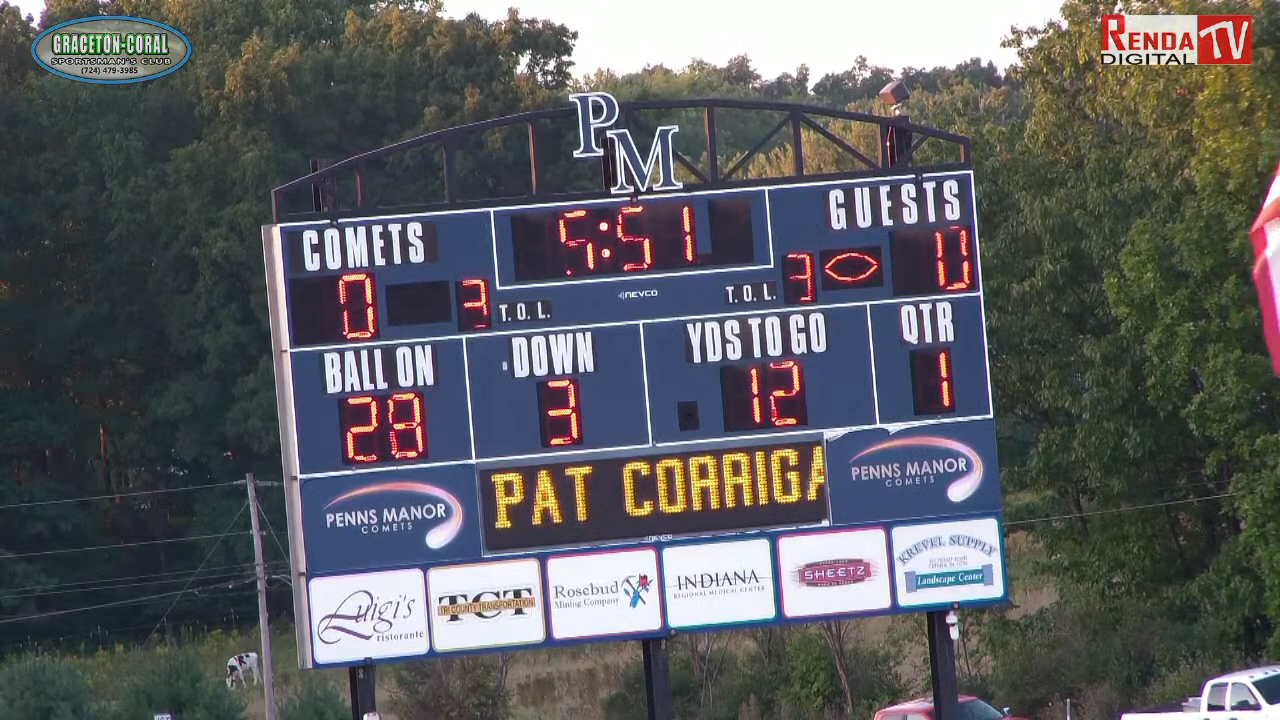 GRACETON-CORAL
SPORTSMAN'S CLUB
(724) 479-3985
RENDA TV
DIGITAL
PM
COMETS
5:51
GUESTS
0
3
T.O.L.
NEVCO
T.O.L.
3
0
BALL ON
DOWN
YDS TO GO
QTR
28
3
12
1
PENNS MANOR
COMETS
PAT CORRIGA
PENNS MANOR
COMETS
NEVCO
Luigi's
ristorante
TCT
TRI COUNTY TRANSPORTATION
Rosebud
Mining Company
INDIANA
REGIONAL MEDICAL CENTER
SHEETZ
KREVEL SUPPLY
Landscape Center